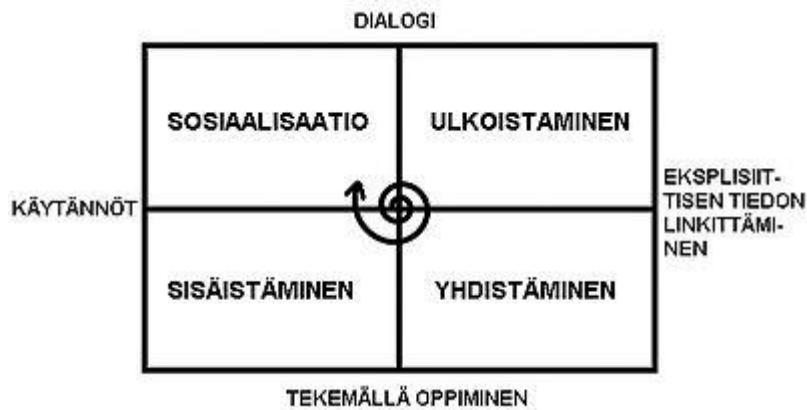 DIALOGI
SOSIAALISAATIO
ULKOISTAMINEN
KÄYTÄNNÖT
EKSPLISIIT-
TISEN TIEDON
LINKITTÄMI-
NEN
SISÄISTÄMINEN
YHDISTÄMINEN
TEKEMÄLLÄ OPPIMINEN